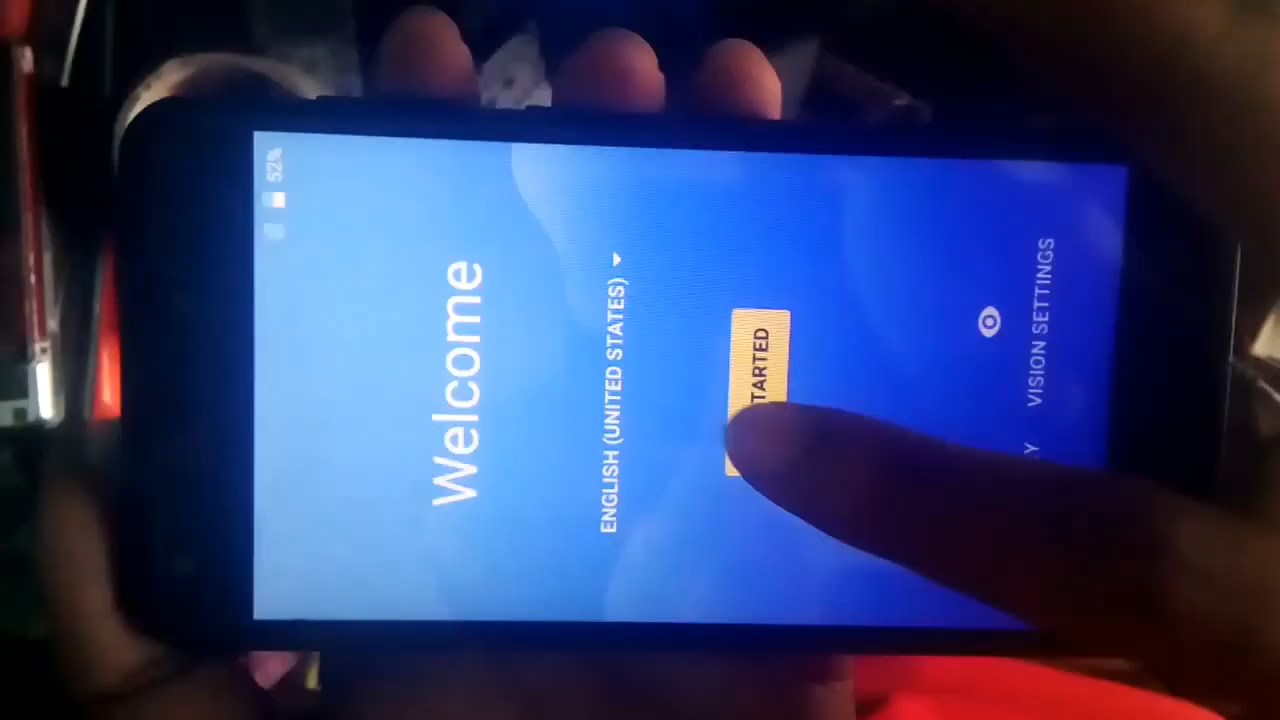 52%
Welcome
ENGLISH (UNITED STATES)
TARTED
Y
VISION SETTINGS